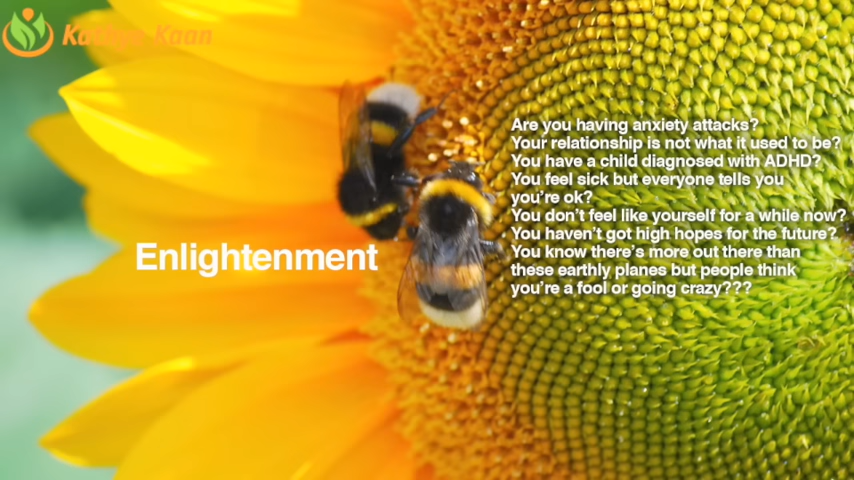 Kathya Kaan
Enlightenment
Are you having anxiety attacks?
Your relationship is not what it used to be?
You have a child diagnosed with ADHD?
You feel sick but everyone tells you
you're ok?
You don't feel like yourself for a while now?
You haven't got high hopes for the future?
You know there's more out there than
these earthly planes but people think
you're a fool or going crazy???